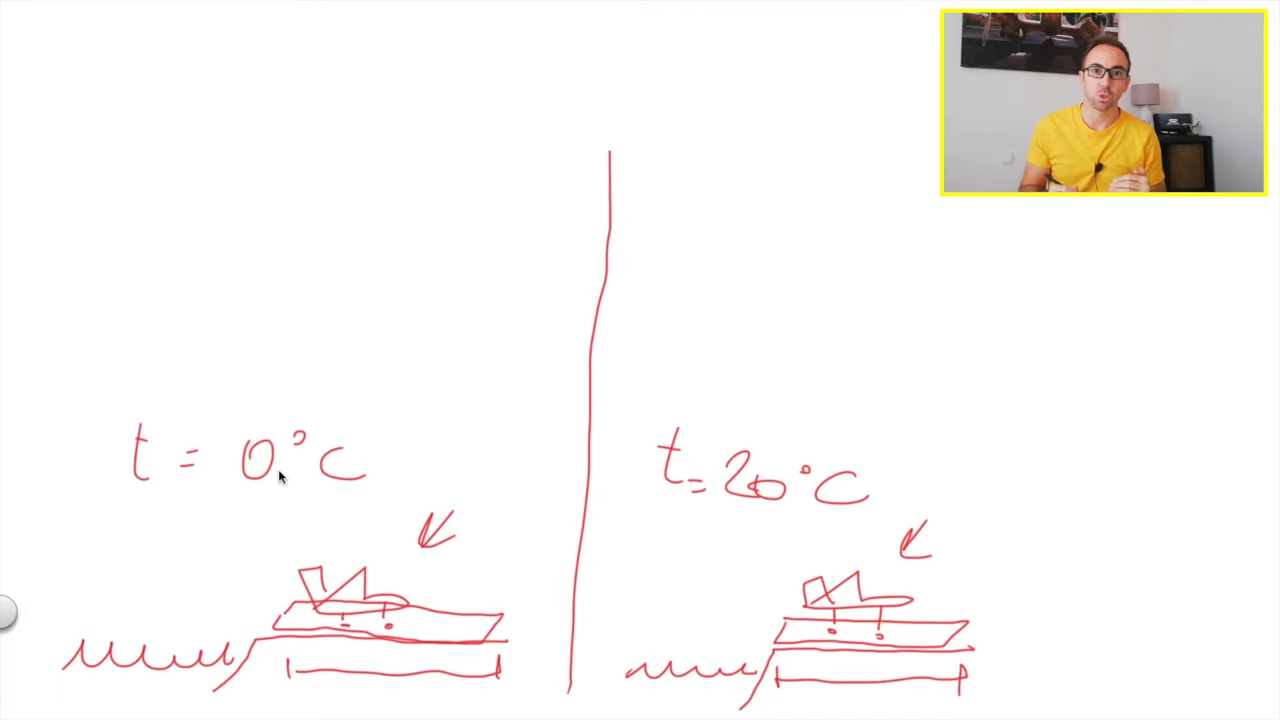 t = 0°C
t = 20°C